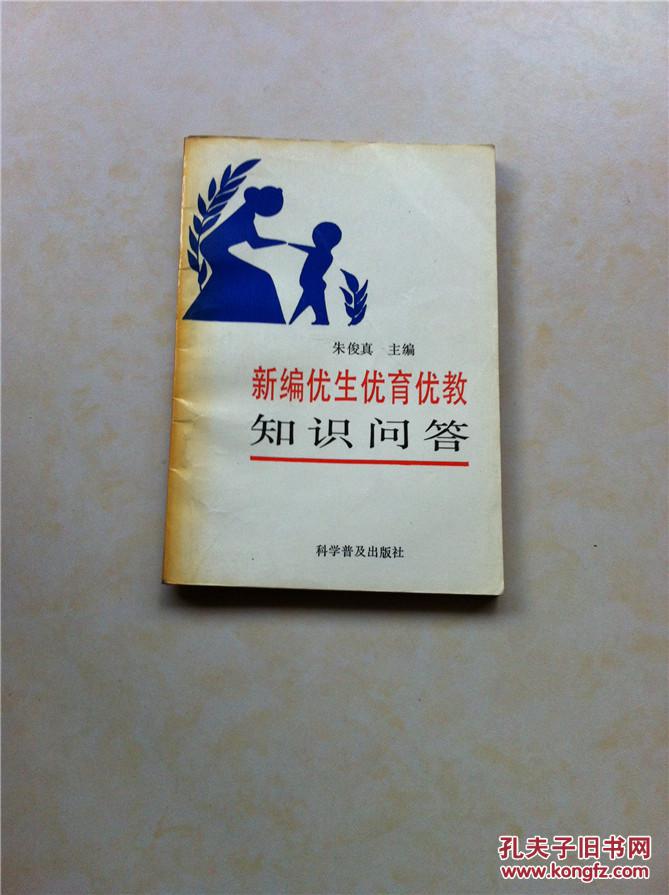 朱俊真 主编
新编优生优育优教
知识问答
科学普及出版社
孔夫子旧书网
www.kongfz.com